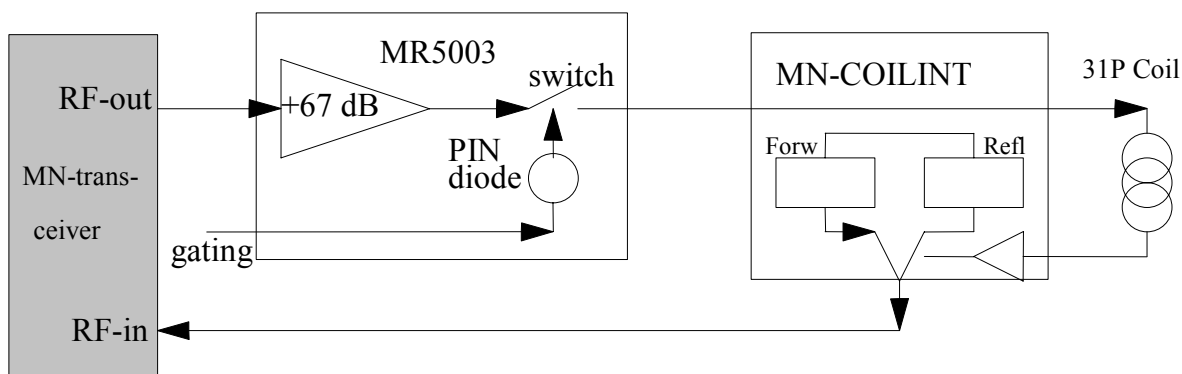 RF-out
MN-trans-
ceiver
RF-in
MR5003
+67 dB
switch
PIN
diode
gating
MN-COILINT
Forw
Refl
31P Coil